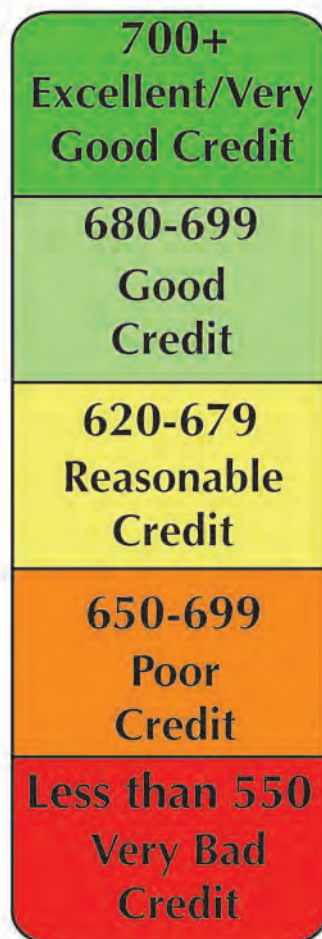 700+
Excellent/Very
Good Credit
680-699
Good
Credit
620-679
Reasonable
Credit
650-699
Poor
Credit
Less than 550
Very Bad
Credit